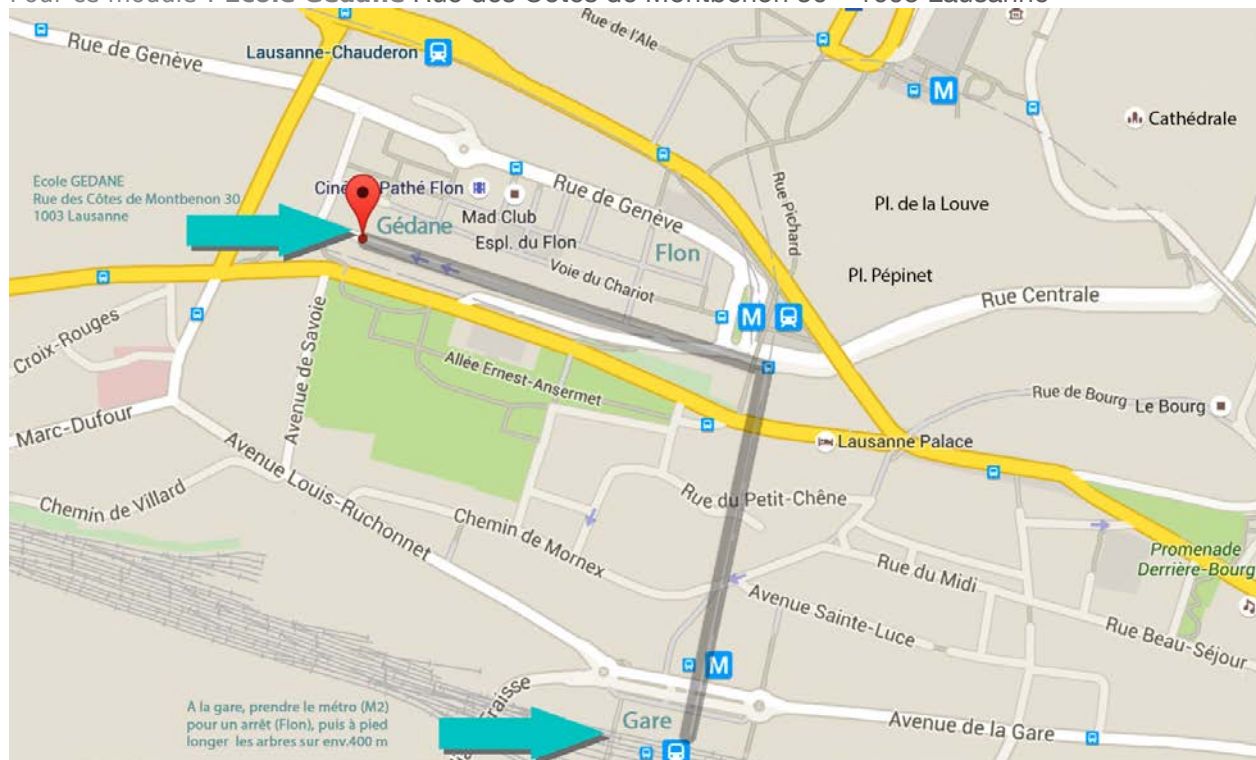 Rue de l'Ale
Rue de Genève
Lausanne-Chauderon
M
Cathédrale
École GEDANE
Rue des Côtes de Montbenon 30
1003 Lausanne
Pathé Flon
Mad Club
Rue de Genève
Rue Pichard
Pl. de la Louve
Gédane
Espl. du Flon
Flon
Voie du Chariot
Pl. Pépinet
Rue Centrale
M
Croix-Rouges
Avenue de Savoie
Allée Ernest-Ansermet
Rue de Bourg
Le Bourg
Marc-Dufour
Lausanne Palace
Avenue Louis-Ruchonnet
Rue du Petit-Chêne
Chemin de Villard
Chemin de Mornex
Promenade
Derrière-Bourg
Rue du Midi
Avenue Sainte-Luce
Rue Beau-Séjour
M
A la gare, prendre le métro (M2)
pour un arrêt (Flon), puis à pied
longer les arbres sur env.400 m
Gare
Avenue de la Gare